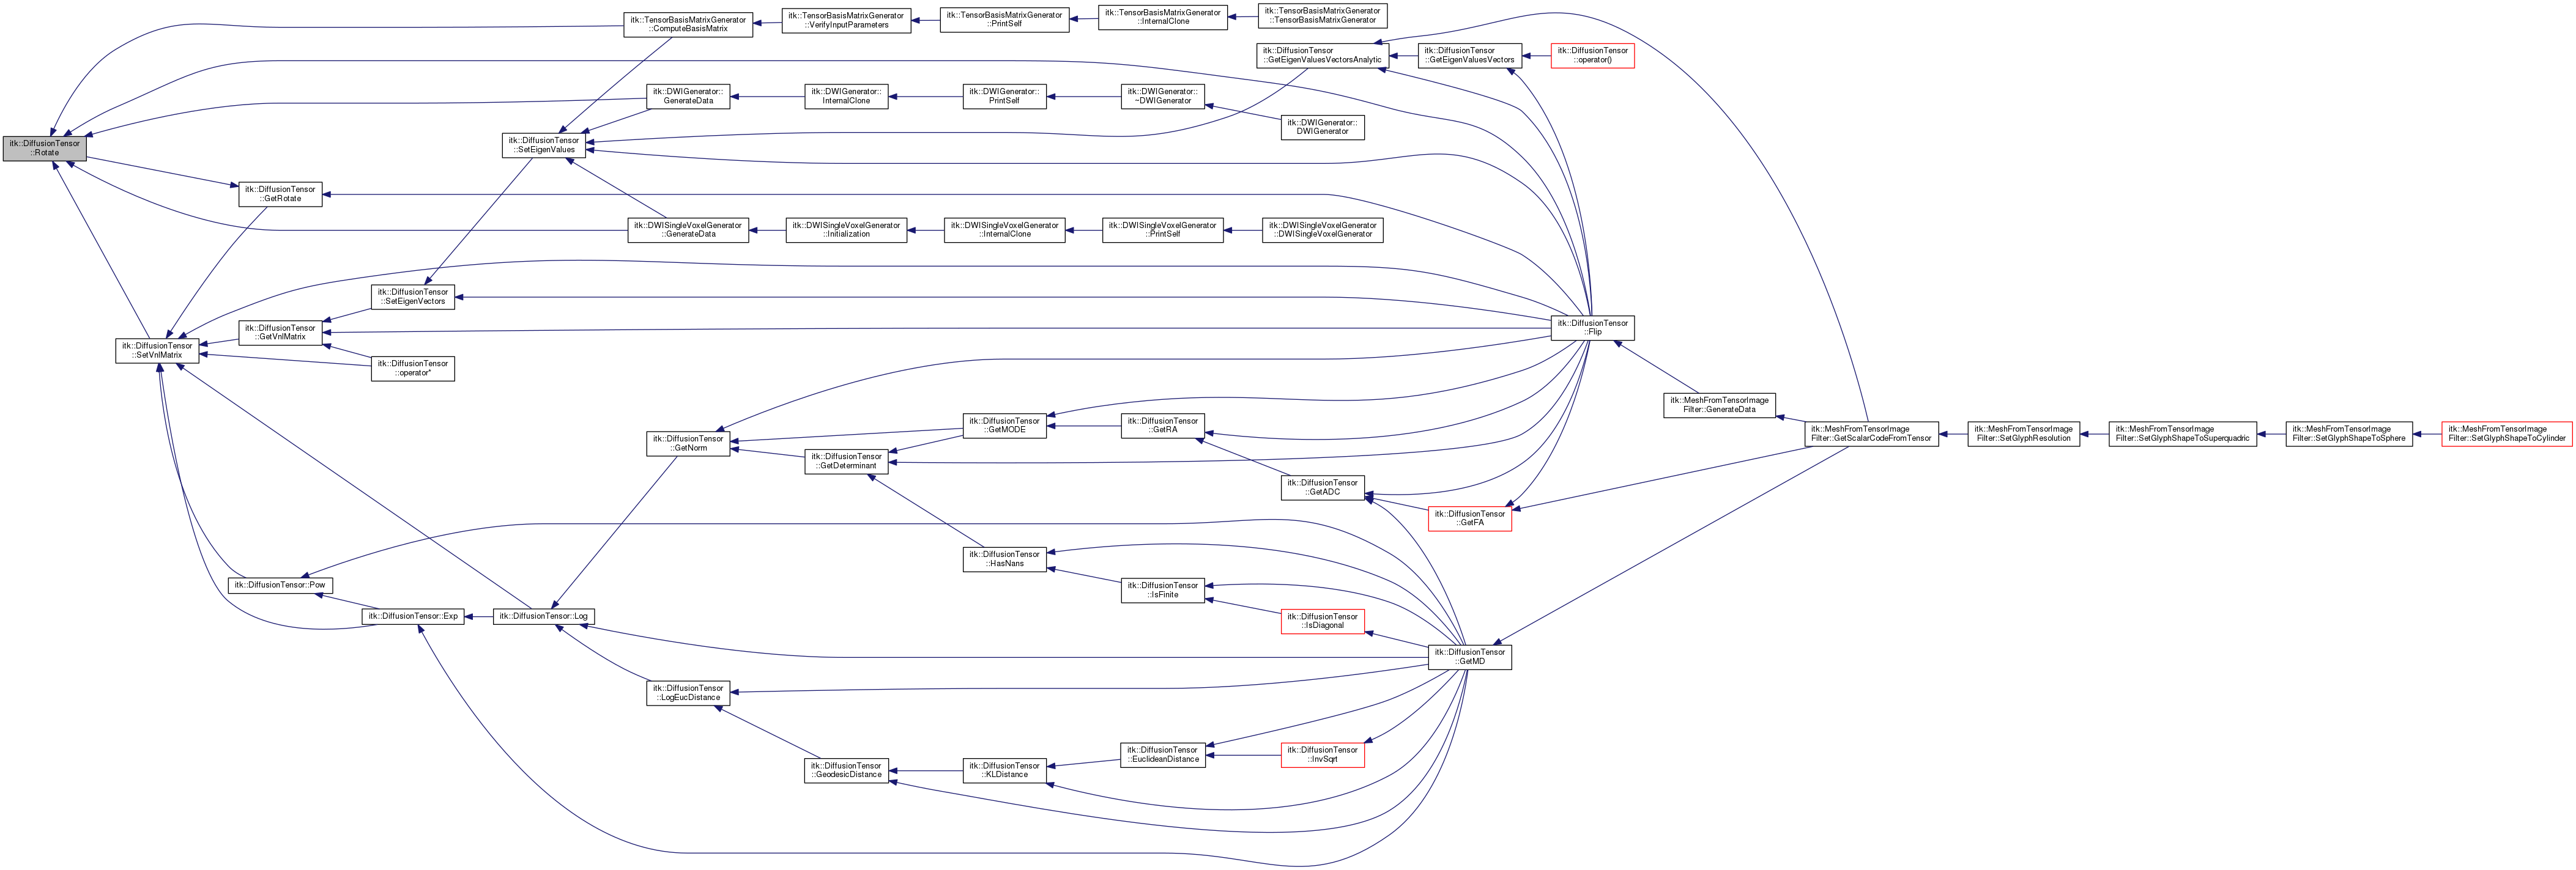 itk::DiffusionTensor
::Rotate
itk::TensorBasisMatrixGenerator
::ComputeBasisMatrix
itk::TensorBasisMatrixGenerator
::VerifyInputParameters
itk::TensorBasisMatrixGenerator
::PrintSelf
itk::TensorBasisMatrixGenerator
::InternalClone
itk::TensorBasisMatrixGenerator
::TensorBasisMatrixGenerator
itk::DiffusionTensor
::GetEigenValuesVectorsAnalytic
itk::DiffusionTensor
::GetEigenValuesVectors
itk::DiffusionTensor
::operator()
itk::DWIGenerator::
GenerateData
itk::DWIGenerator::
InternalClone
itk::DWIGenerator::
PrintSelf
itk::DWIGenerator::
~DWIGenerator
itk::DWIGenerator::
DWIGenerator
itk::DiffusionTensor
::SetEigenValues
itk::DiffusionTensor
::GetRotate
itk::DWISingleVoxelGenerator
::GenerateData
itk::DWISingleVoxelGenerator
::Initialization
itk::DWISingleVoxelGenerator
::InternalClone
itk::DWISingleVoxelGenerator
::PrintSelf
itk::DWISingleVoxelGenerator
::DWISingleVoxelGenerator
itk::DiffusionTensor
::SetEigenVectors
itk::DiffusionTensor
::GetVnlMatrix
itk::DiffusionTensor
::SetVnlMatrix
itk::DiffusionTensor
::operator*
itk::DiffusionTensor
::Flip
itk::MeshFromTensorImage
Filter::GenerateData
itk::MeshFromTensorImage
Filter::GetScalarCodeFromTensor
itk::MeshFromTensorImage
Filter::SetGlyphResolution
itk::MeshFromTensorImage
Filter::SetGlyphShapeToSuperquadric
itk::MeshFromTensorImage
Filter::SetGlyphShapeToSphere
itk::MeshFromTensorImage
Filter::SetGlyphShapeToCylinder
itk::DiffusionTensor
::GetNorm
itk::DiffusionTensor
::GetMODE
itk::DiffusionTensor
::GetRA
itk::DiffusionTensor
::GetDeterminant
itk::DiffusionTensor
::GetADC
itk::DiffusionTensor
::GetFA
itk::DiffusionTensor
::HasNans
itk::DiffusionTensor
::IsFinite
itk::DiffusionTensor
::IsDiagonal
itk::DiffusionTensor::Pow
itk::DiffusionTensor::Exp
itk::DiffusionTensor::Log
itk::DiffusionTensor
::GetMD
itk::DiffusionTensor
::LogEucDistance
itk::DiffusionTensor
::GeodesicDistance
itk::DiffusionTensor
::KLDistance
itk::DiffusionTensor
::EuclideanDistance
itk::DiffusionTensor
::InvSqrt